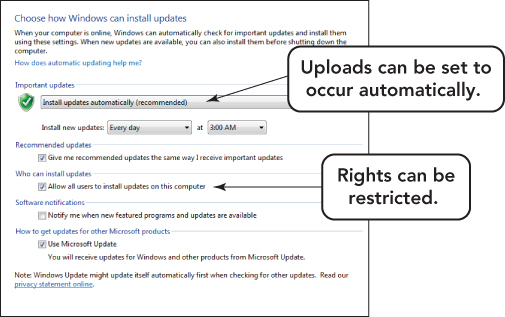 Choose how Windows can install updates
When your computer is online, Windows can automatically check for important updates and install them
using these settings. When new updates are available, you can also install them before shutting down the
computer.
How does automatic updating help me?
Important updates
Install updates automatically (recommended)
Uploads can be set to
occur automatically.
Install new updates: Every day at 3:00 AM
Recommended updates
Give me recommended updates the same way I receive important updates
Who can install updates
Allow all users to install updates on this computer
Rights can be
restricted.
Software notifications
Notify me when new featured programs and updates are available
How to get updates for other Microsoft products
Use Microsoft Update
You will receive updates for Windows and other products from Microsoft Update.
Note: Windows Update might update itself automatically first when checking for other updates. Read our
privacy statement online.